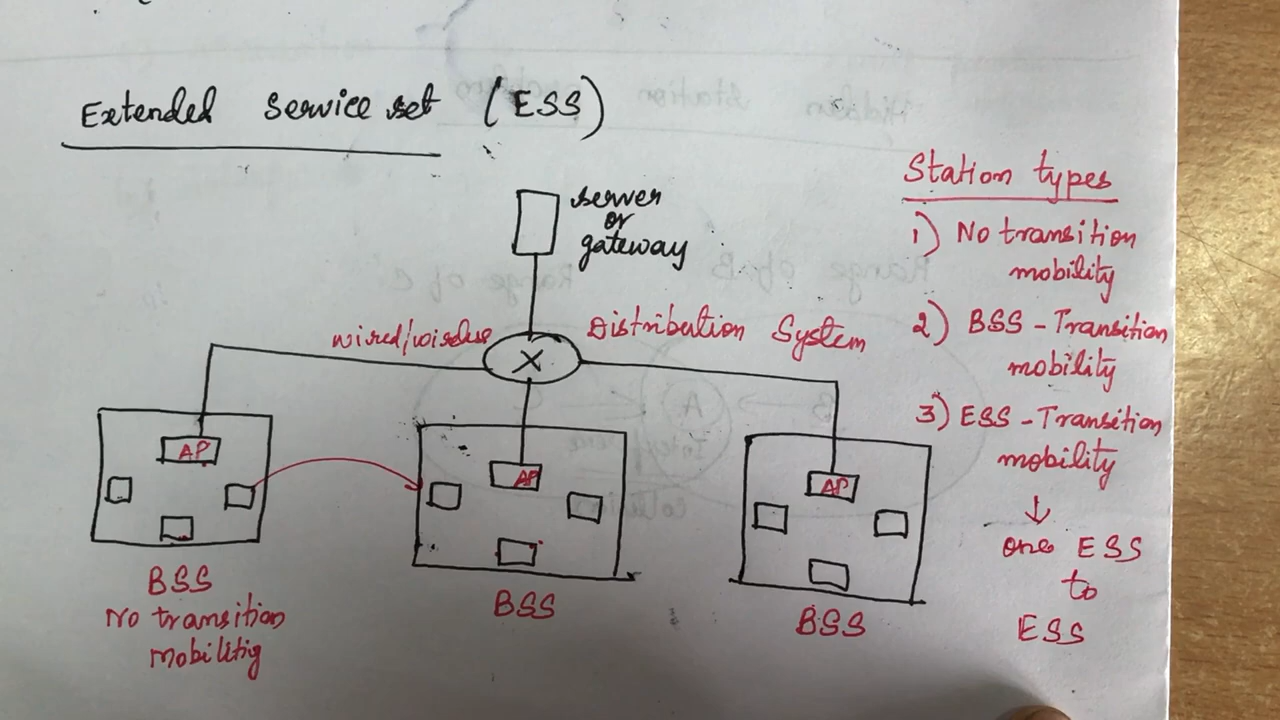 Extended Service set (ESS)
server
or
gateway
wired/wireless
Distribution System
AP
AP
AP
BSS
No transition
mobilitiy
BSS
BSS
Station types
1) No transition
mobility
2) BSS - Transition
mobility
3) ESS - Transition
mobility
↓
one ESS
to
ESS